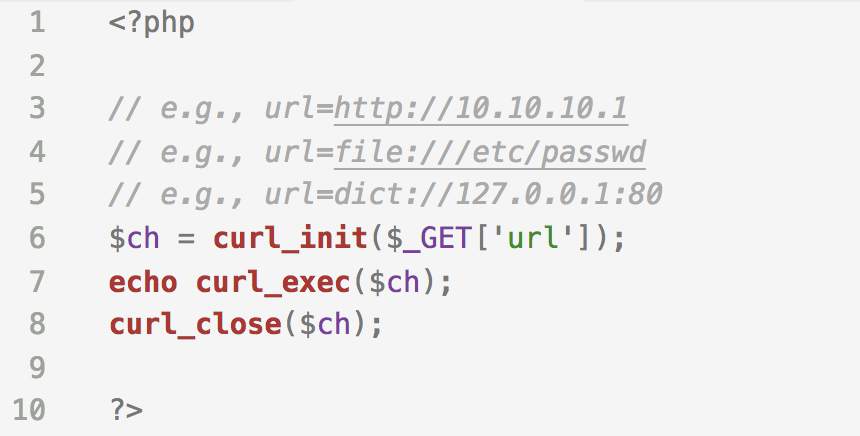 1 <?php
2
3 // e.g., url=http://10.10.10.1
4 // e.g., url=file:///etc/passwd
5 // e.g., url=dict://127.0.0.1:80
6 $ch = curl_init($_GET['url']);
7 echo curl_exec($ch);
8 curl_close($ch);
9
10 ?>